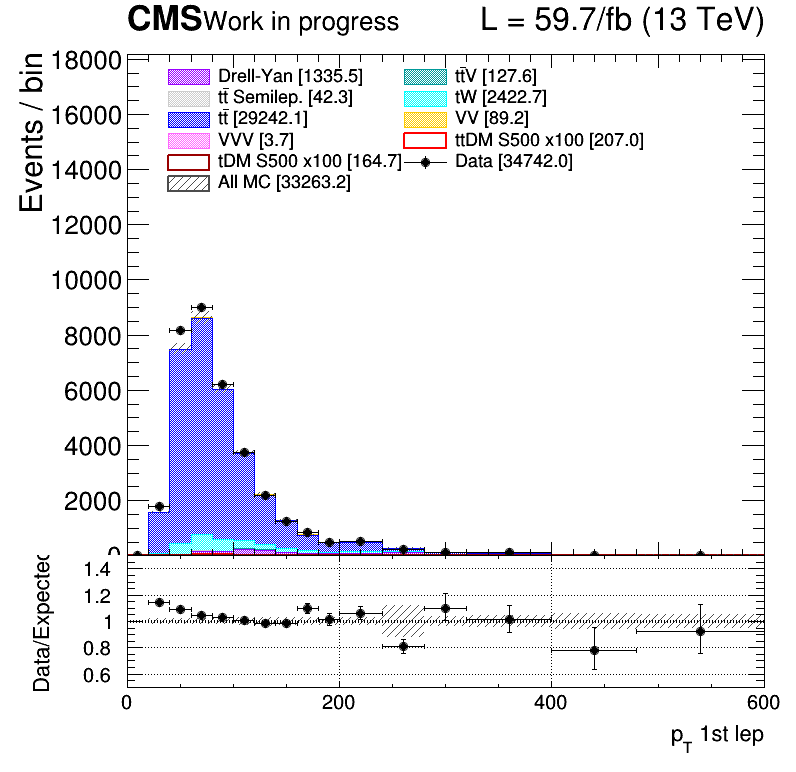 CMS Work in progress L = 59.7/fb (13 TeV)
Events / bin
18000
16000
14000
12000
10000
8000
6000
4000
2000
0
Drell-Yan [1335.5]
tt̄V [127.6]
tt̄ Semilep. [42.3]
tW [2422.7]
tt̄ [29242.1]
VV [89.2]
VVV [3.7]
ttDM S500 x100 [207.0]
tDM S500 x100 [164.7]
Data [34742.0]
All MC [33263.2]
Data/Expected
1.4
1.2
1
0.8
0.6
0 200 400 600
p_T 1st lep